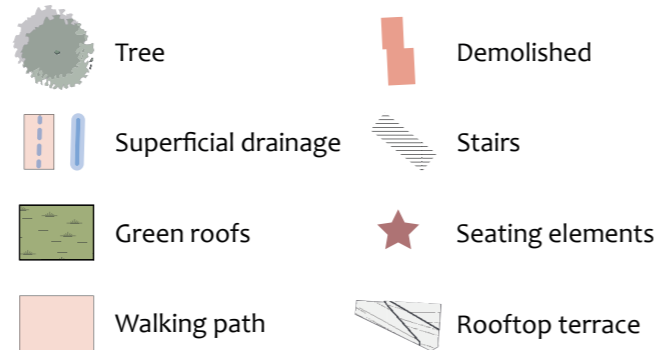 Tree
Demolished
Superficial drainage
Stairs
Green roofs
Seating elements
Walking path
Rooftop terrace